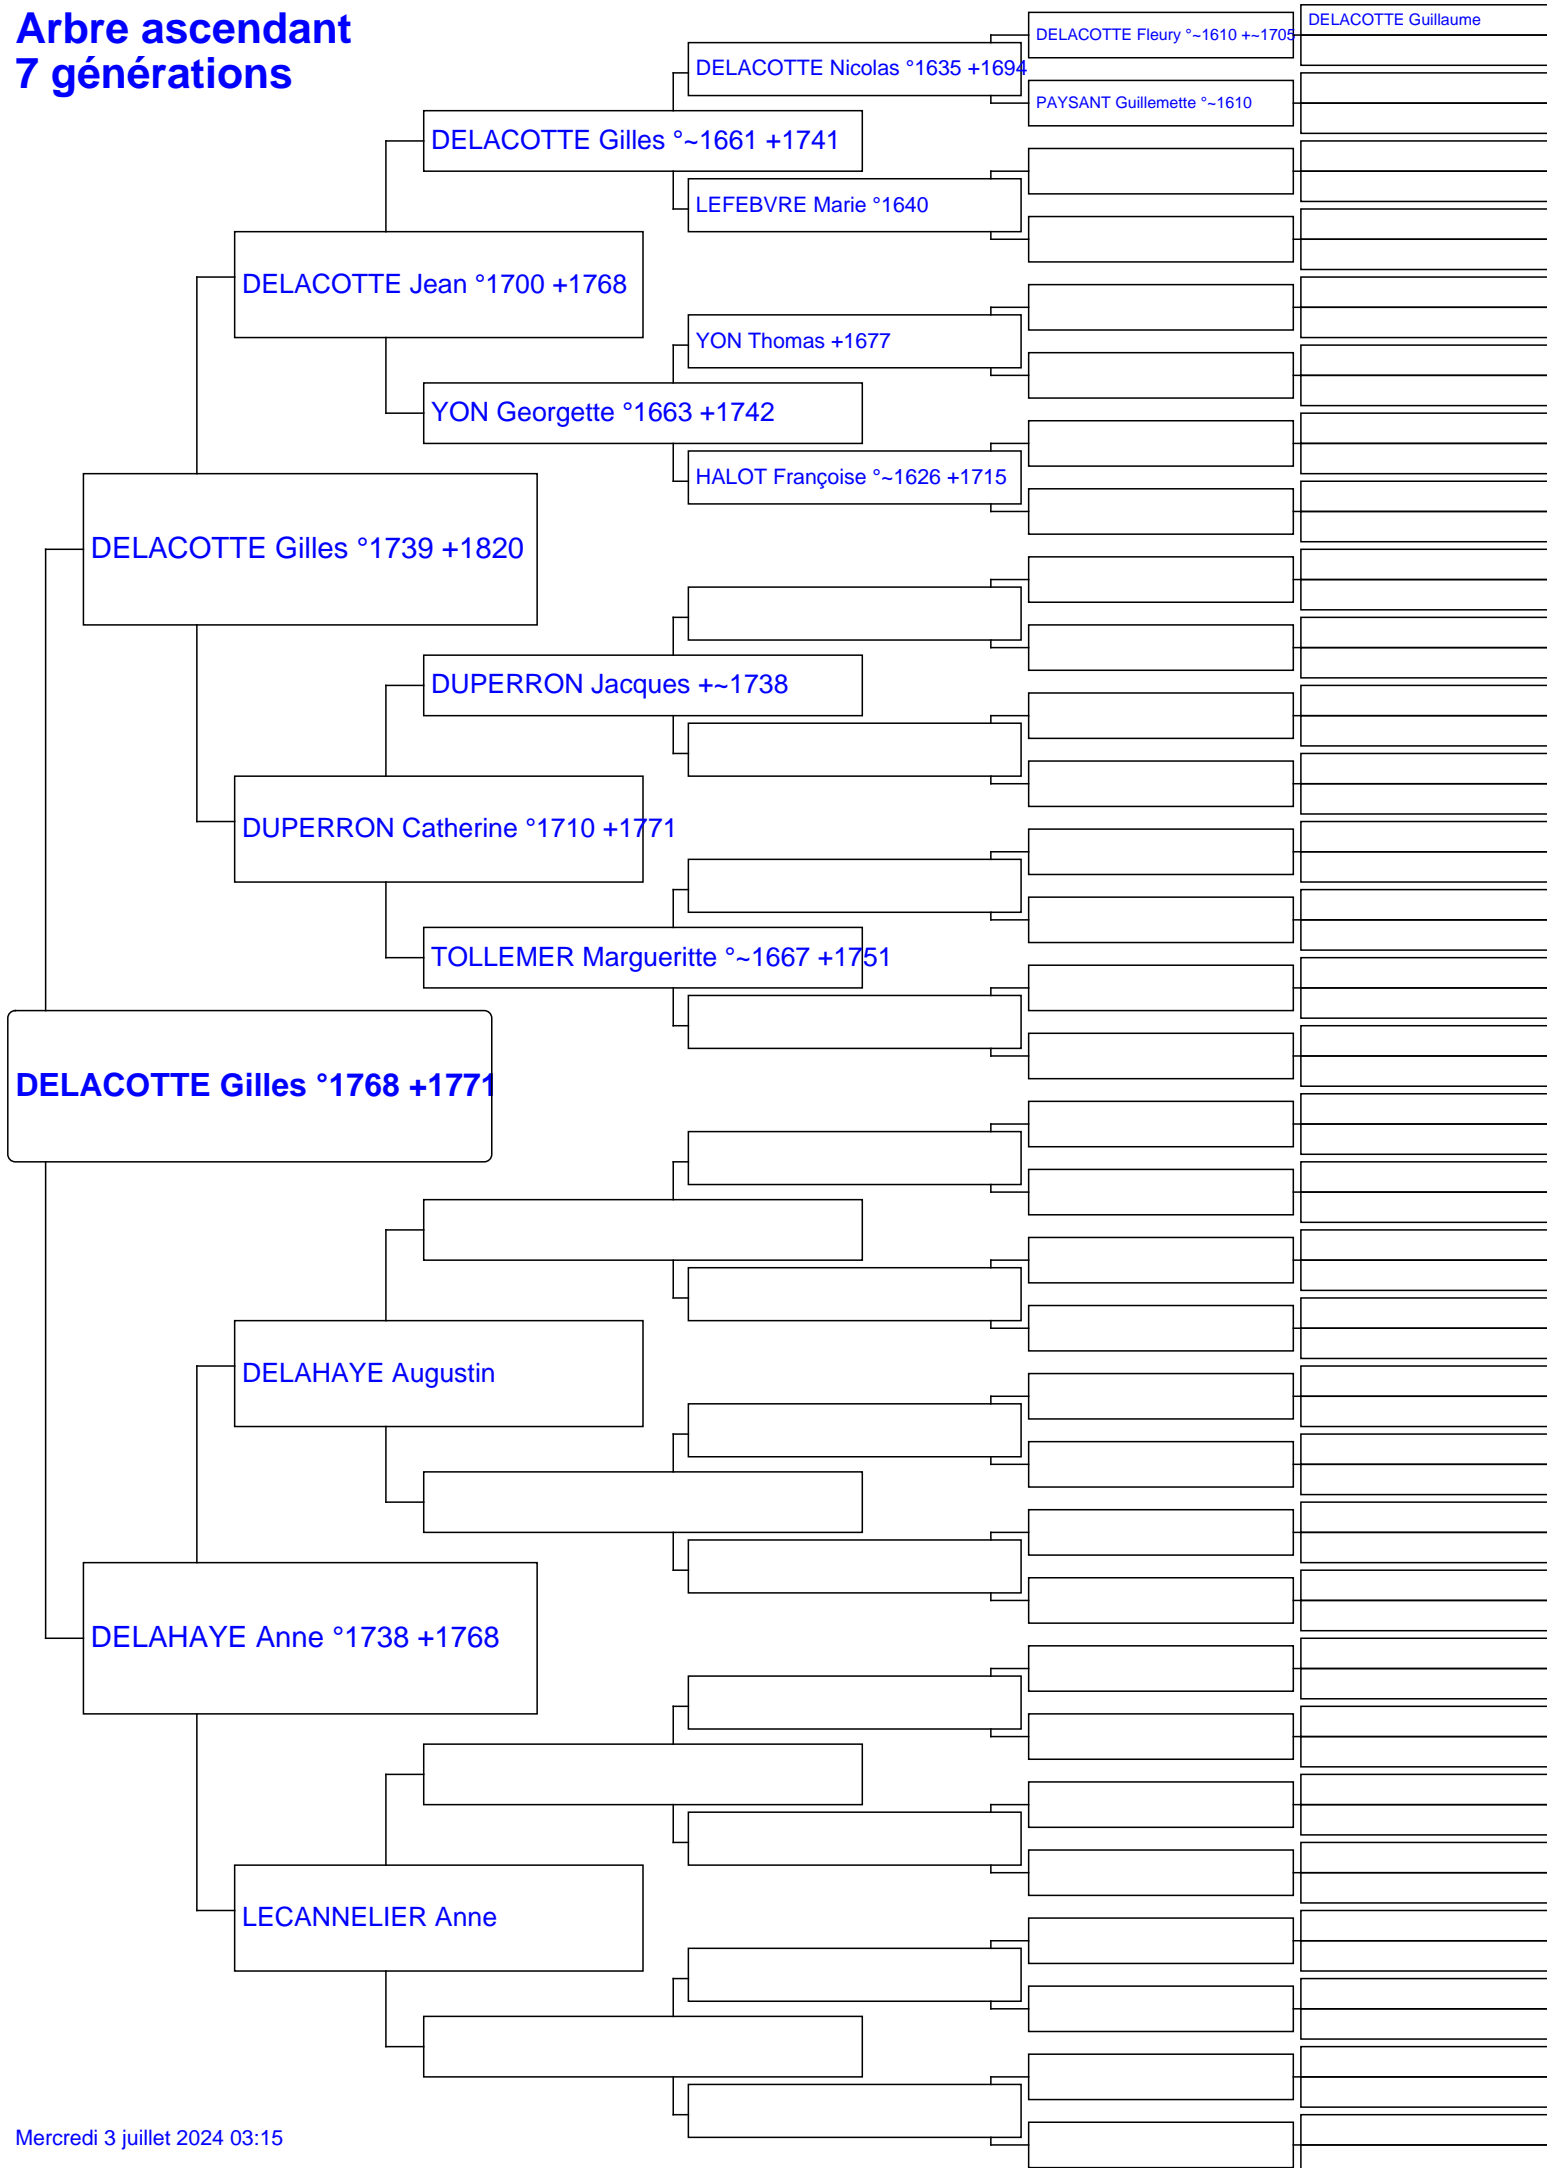 Arbre ascendant
7 générations
DELACOTTE Guillaume
DELACOTTE Fleury °~1610 +~1705
DELACOTTE Nicolas °1635 +1694
PAYSANT Guillemette °~1610
DELACOTTE Gilles °~1661 +1741
LEFEBVRE Marie °1640
DELACOTTE Jean °1700 +1768
YON Thomas +1677
YON Georgette °1663 +1742
HALOT Françoise °~1626 +1715
DELACOTTE Gilles °1739 +1820
DUPERRON Jacques +~1738
DUPERRON Catherine °1710 +1771
TOLLEMER Margueritte °~1667 +1751
DELACOTTE Gilles °1768 +1771
DELAHAYE Augustin
DELAHAYE Anne °1738 +1768
LECANNELIER Anne
Mercredi 3 juillet 2024 03:15